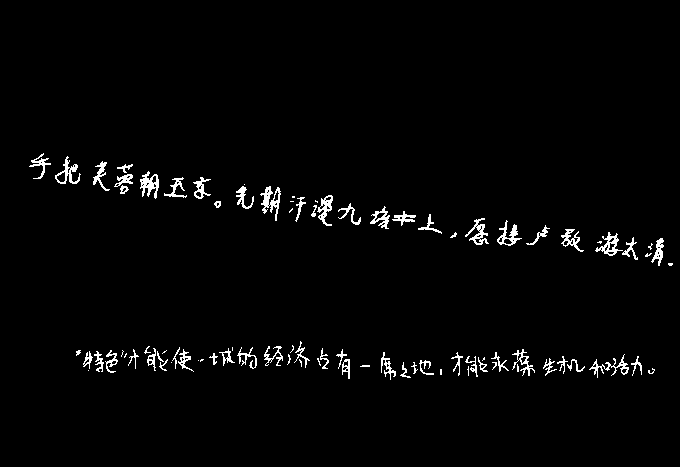 手把芙蓉朝玉京。先期汗漫九垓上，愿接卢敖游太清.
"特色"才能使一城的经济占有一席之地，才能永葆生机和活力。